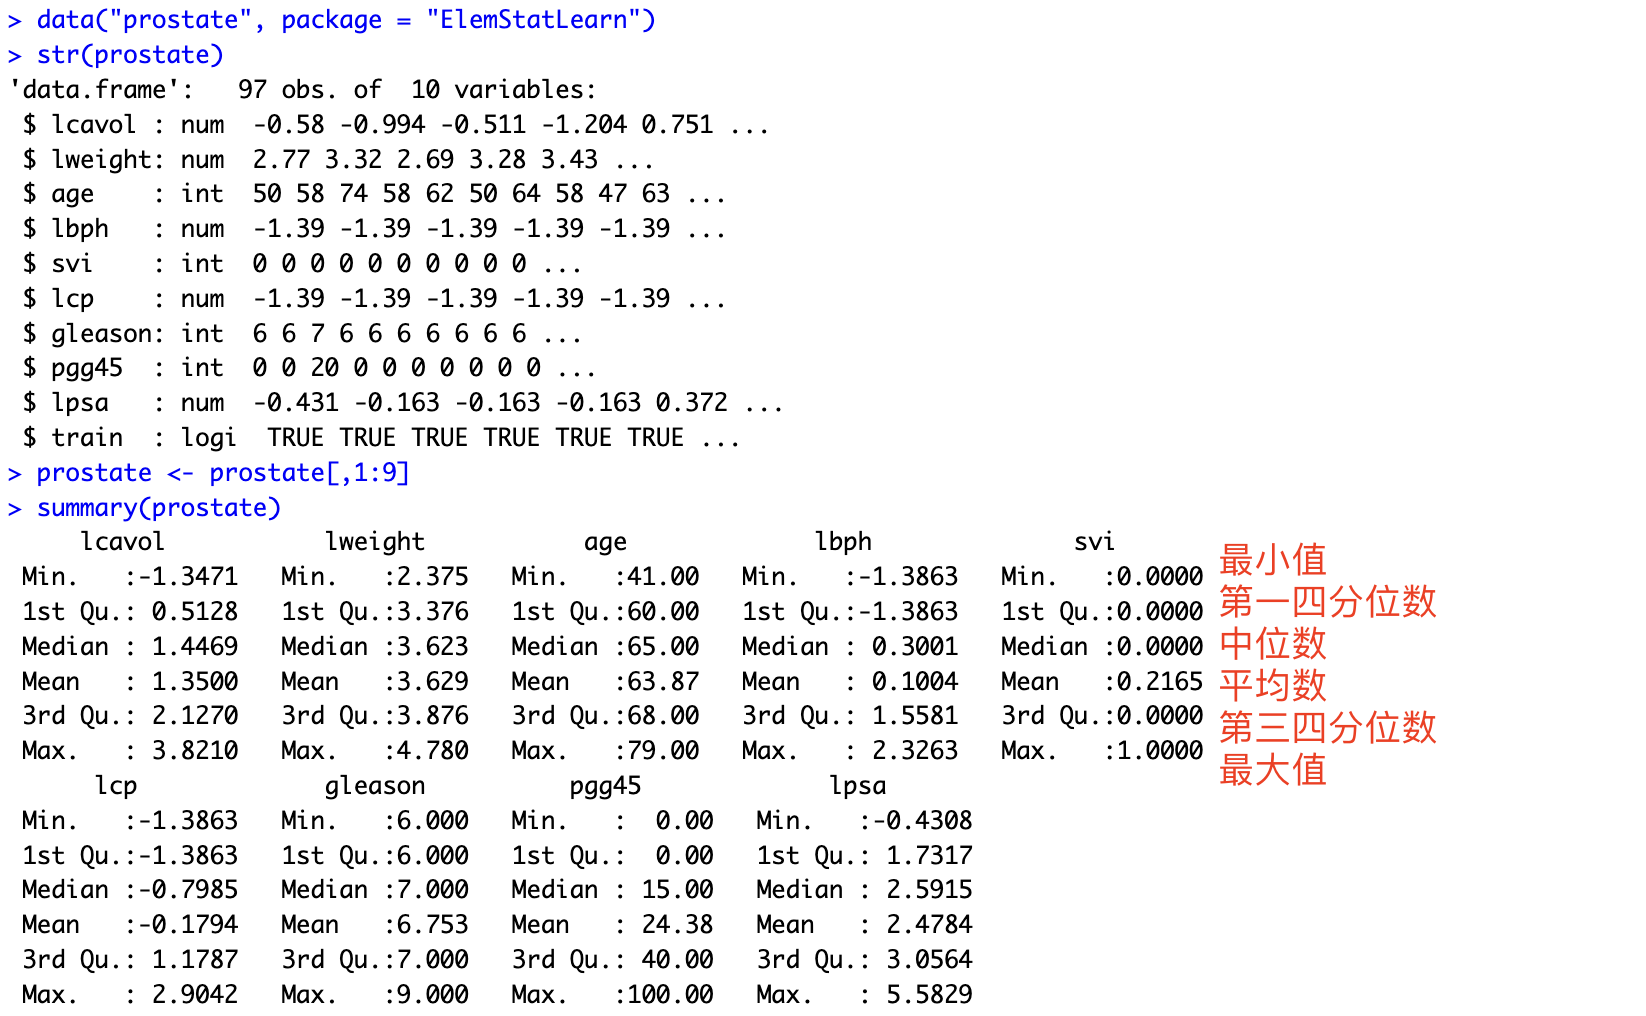 > data("prostate", package = "ElemStatLearn")
> str(prostate)
'data.frame':   97 obs. of  10 variables:
 $ lcavol : num  -0.58 -0.994 -0.511 -1.204 0.751 ...
 $ lweight: num  2.77 3.32 2.69 3.28 3.43 ...
 $ age    : int  50 58 74 58 62 50 64 58 47 63 ...
 $ lbph   : num  -1.39 -1.39 -1.39 -1.39 -1.39 ...
 $ svi    : int  0 0 0 0 0 0 0 0 0 0 ...
 $ lcp    : num  -1.39 -1.39 -1.39 -1.39 -1.39 ...
 $ gleason: int  6 6 7 6 6 6 6 6 6 6 ...
 $ pgg45  : int  0 0 20 0 0 0 0 0 0 0 ...
 $ lpsa   : num  -0.431 -0.163 -0.163 -0.163 0.372 ...
 $ train  : logi  TRUE TRUE TRUE TRUE TRUE TRUE ...
> prostate <- prostate[,1:9]
> summary(prostate)
     lcavol           lweight           age             lbph              svi
 Min.   :-1.3471   Min.   :2.375   Min.   :41.00   Min.   :-1.3863   Min.   :0.0000 最小值
 1st Qu.: 0.5128   1st Qu.:3.376   1st Qu.:60.00   1st Qu.:-1.3863   1st Qu.:0.0000 第一四分位数
 Median : 1.4469   Median :3.623   Median :65.00   Median : 0.3001   Median :0.0000 中位数
 Mean   : 1.3500   Mean   :3.629   Mean   :63.87   Mean   : 0.1004   Mean   :0.2165 平均数
 3rd Qu.: 2.1270   3rd Qu.:3.876   3rd Qu.:68.00   3rd Qu.: 1.5581   3rd Qu.:0.0000 第三四分位数
 Max.   : 3.8210   Max.   :4.780   Max.   :79.00   Max.   : 2.3263   Max.   :1.0000 最大值
      lcp             gleason          pgg45             lpsa
 Min.   :-1.3863   Min.   :6.000   Min.   :  0.00   Min.   :-0.4308
 1st Qu.:-1.3863   1st Qu.:6.000   1st Qu.:  0.00   1st Qu.: 1.7317
 Median :-0.7985   Median :7.000   Median : 15.00   Median : 2.5915
 Mean   :-0.1794   Mean   :6.753   Mean   : 24.38   Mean   : 2.4784
 3rd Qu.: 1.1787   3rd Qu.:7.000   3rd Qu.: 40.00   3rd Qu.: 3.0564
 Max.   : 2.9042   Max.   :9.000   Max.   :100.00   Max.   : 5.5829